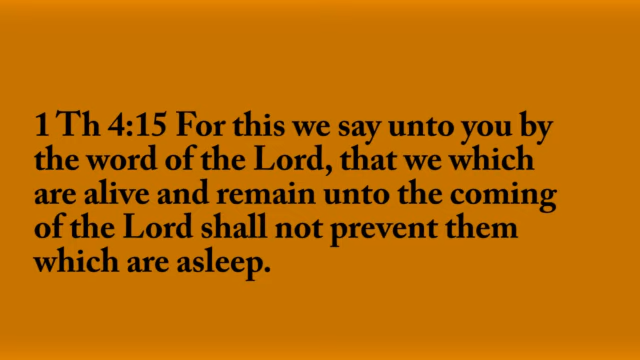 1 Th 4:15 For this we say unto you by
the word of the Lord, that we which
are alive and remain unto the coming
of the Lord shall not prevent them
which are asleep.